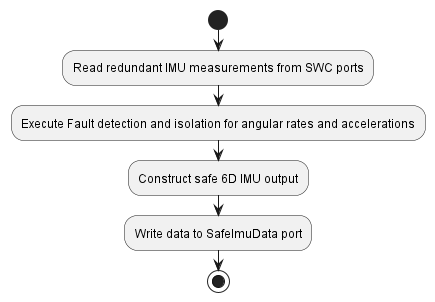 Read redundant IMU measurements from SWC ports
Execute Fault detection and isolation for angular rates and accelerations
Construct safe 6D IMU output
Write data to SafeImuData port